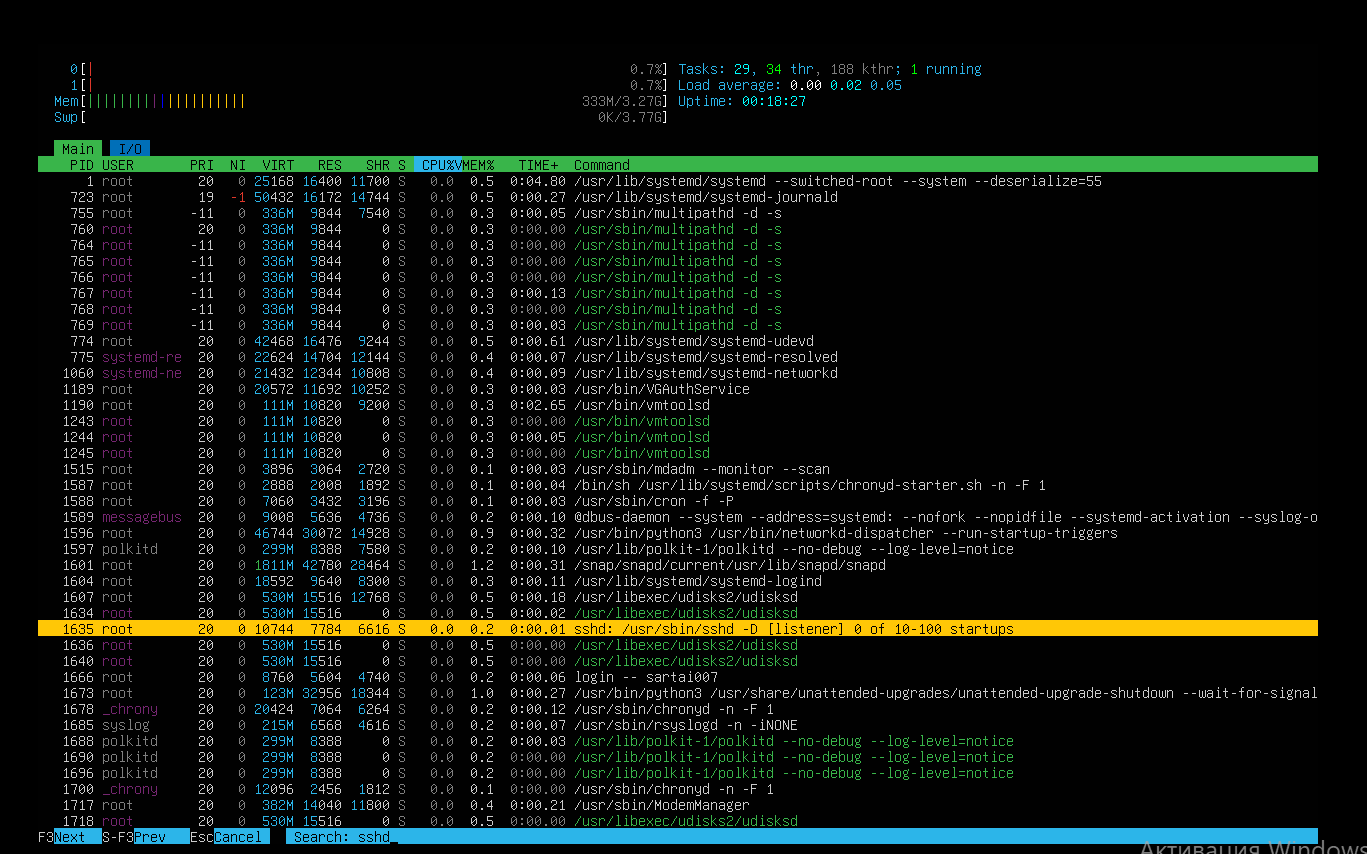 0[| 0.7%] Tasks: 29, 34 thr, 188 kthr; 1 running
1[| 0.7%] Load average: 0.00 0.02 0.05
Mem[|||||||||||||||||||| 333M/3.27G] Uptime: 00:18:27
Swp[ 0K/3.77G]
Main I/O
PID USER PRI NI VIRT RES SHR S CPU%▽MEM% TIME+ Command
1 root 20 0 25168 16400 11700 S 0.0 0.5 0:04.80 /usr/lib/systemd/systemd --switched-root --system --deserialize=55
723 root 19 -1 50432 16172 14744 S 0.0 0.5 0:00.27 /usr/lib/systemd/systemd-journald
755 root -11 0 336M 9844 7540 S 0.0 0.3 0:00.05 /usr/sbin/multipathd -d -s
760 root 20 0 336M 9844 0 S 0.0 0.3 0:00.00 /usr/sbin/multipathd -d -s
764 root -11 0 336M 9844 0 S 0.0 0.3 0:00.00 /usr/sbin/multipathd -d -s
765 root -11 0 336M 9844 0 S 0.0 0.3 0:00.00 /usr/sbin/multipathd -d -s
766 root -11 0 336M 9844 0 S 0.0 0.3 0:00.00 /usr/sbin/multipathd -d -s
767 root -11 0 336M 9844 0 S 0.0 0.3 0:00.13 /usr/sbin/multipathd -d -s
768 root -11 0 336M 9844 0 S 0.0 0.3 0:00.00 /usr/sbin/multipathd -d -s
769 root -11 0 336M 9844 0 S 0.0 0.3 0:00.03 /usr/sbin/multipathd -d -s
774 root 20 0 42468 16476 9244 S 0.0 0.5 0:00.61 /usr/lib/systemd/systemd-udevd
775 systemd-re 20 0 22624 14704 12144 S 0.0 0.4 0:00.07 /usr/lib/systemd/systemd-resolved
1060 systemd-ne 20 0 21432 12344 10808 S 0.0 0.4 0:00.09 /usr/lib/systemd/systemd-networkd
1189 root 20 0 20572 11692 10252 S 0.0 0.3 0:00.03 /usr/bin/VGAuthService
1190 root 20 0 111M 10820 9200 S 0.0 0.3 0:02.65 /usr/bin/vmtoolsd
1243 root 20 0 111M 10820 0 S 0.0 0.3 0:00.00 /usr/bin/vmtoolsd
1244 root 20 0 111M 10820 0 S 0.0 0.3 0:00.05 /usr/bin/vmtoolsd
1245 root 20 0 111M 10820 0 S 0.0 0.3 0:00.00 /usr/bin/vmtoolsd
1515 root 20 0 3896 3064 2720 S 0.0 0.1 0:00.03 /usr/sbin/mdadm --monitor --scan
1587 root 20 0 2888 2008 1892 S 0.0 0.1 0:00.04 /bin/sh /usr/lib/systemd/scripts/chronyd-starter.sh -n -F 1
1588 root 20 0 7060 3432 3196 S 0.0 0.1 0:00.03 /usr/sbin/cron -f -P
1589 messagebus 20 0 9008 5636 4736 S 0.0 0.2 0:00.10 @dbus-daemon --system --address=systemd: --nofork --nopidfile --systemd-activation --syslog-o
1596 root 20 0 46744 30072 14928 S 0.0 0.9 0:00.32 /usr/bin/python3 /usr/bin/networkd-dispatcher --run-startup-triggers
1597 polkitd 20 0 299M 8388 7580 S 0.0 0.2 0:00.10 /usr/lib/polkit-1/polkitd --no-debug --log-level=notice
1601 root 20 0 1811M 42780 28464 S 0.0 1.2 0:00.31 /snap/snapd/current/usr/lib/snapd/snapd
1604 root 20 0 18592 9640 8300 S 0.0 0.3 0:00.11 /usr/lib/systemd/systemd-logind
1607 root 20 0 530M 15516 12768 S 0.0 0.5 0:00.18 /usr/libexec/udisks2/udisksd
1634 root 20 0 530M 15516 0 S 0.0 0.5 0:00.02 /usr/libexec/udisks2/udisksd
1635 root 20 0 10744 7784 6616 S 0.0 0.2 0:00.01 sshd: /usr/sbin/sshd -D [listener] 0 of 10-100 startups
1636 root 20 0 530M 15516 0 S 0.0 0.5 0:00.00 /usr/libexec/udisks2/udisksd
1640 root 20 0 530M 15516 0 S 0.0 0.5 0:00.00 /usr/libexec/udisks2/udisksd
1666 root 20 0 8760 5604 4740 S 0.0 0.2 0:00.06 login -- sartai007
1673 root 20 0 123M 32956 18344 S 0.0 1.0 0:00.27 /usr/bin/python3 /usr/share/unattended-upgrades/unattended-upgrade-shutdown --wait-for-signal
1678 _chrony 20 0 20424 7064 6264 S 0.0 0.2 0:00.12 /usr/sbin/chronyd -n -F 1
1685 syslog 20 0 215M 6568 4616 S 0.0 0.2 0:00.07 /usr/sbin/rsyslogd -n -iNONE
1688 polkitd 20 0 299M 8388 0 S 0.0 0.2 0:00.03 /usr/lib/polkit-1/polkitd --no-debug --log-level=notice
1690 polkitd 20 0 299M 8388 0 S 0.0 0.2 0:00.00 /usr/lib/polkit-1/polkitd --no-debug --log-level=notice
1696 polkitd 20 0 299M 8388 0 S 0.0 0.2 0:00.00 /usr/lib/polkit-1/polkitd --no-debug --log-level=notice
1700 _chrony 20 0 12096 2456 1812 S 0.0 0.1 0:00.00 /usr/sbin/chronyd -n -F 1
1717 root 20 0 382M 14040 11800 S 0.0 0.4 0:00.21 /usr/sbin/ModemManager
1718 root 20 0 530M 15516 0 S 0.0 0.5 0:00.00 /usr/libexec/udisks2/udisksd
F3Next S-F3Prev EscCancel Search: sshd_
Активация Windows